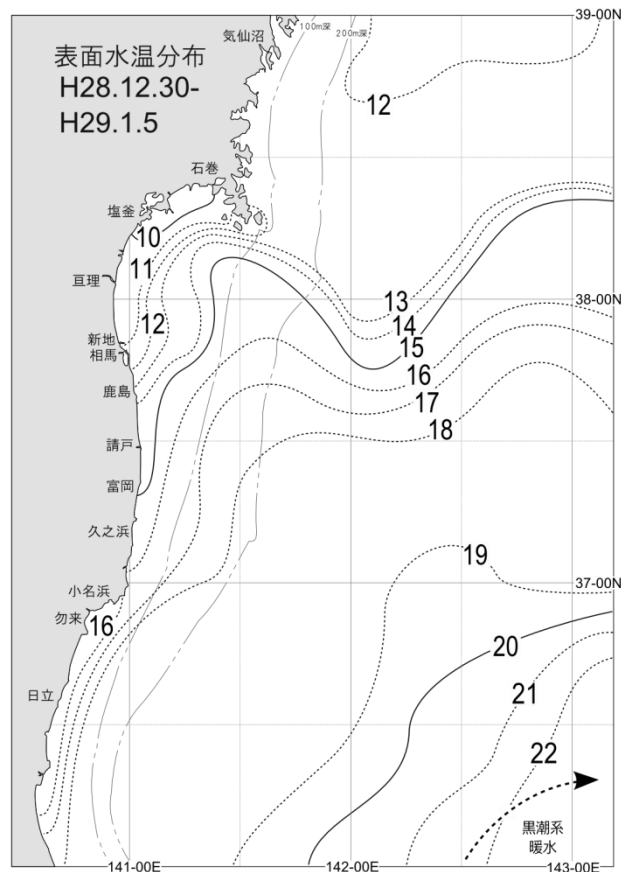 39-00N
気仙沼
100m深
200m深
表面水温分布
H28.12.30-
H29.1.5
12
石巻
塩釜
10
11
亘理
13
38-00N
14
12
15
新地
相馬
16
鹿島
17
18
請戸
富岡
久之浜
19
37-00N
小名浜
勿来
16
20
日立
21
22
黒潮系
暖水
141-00E
142-00E
143-00E